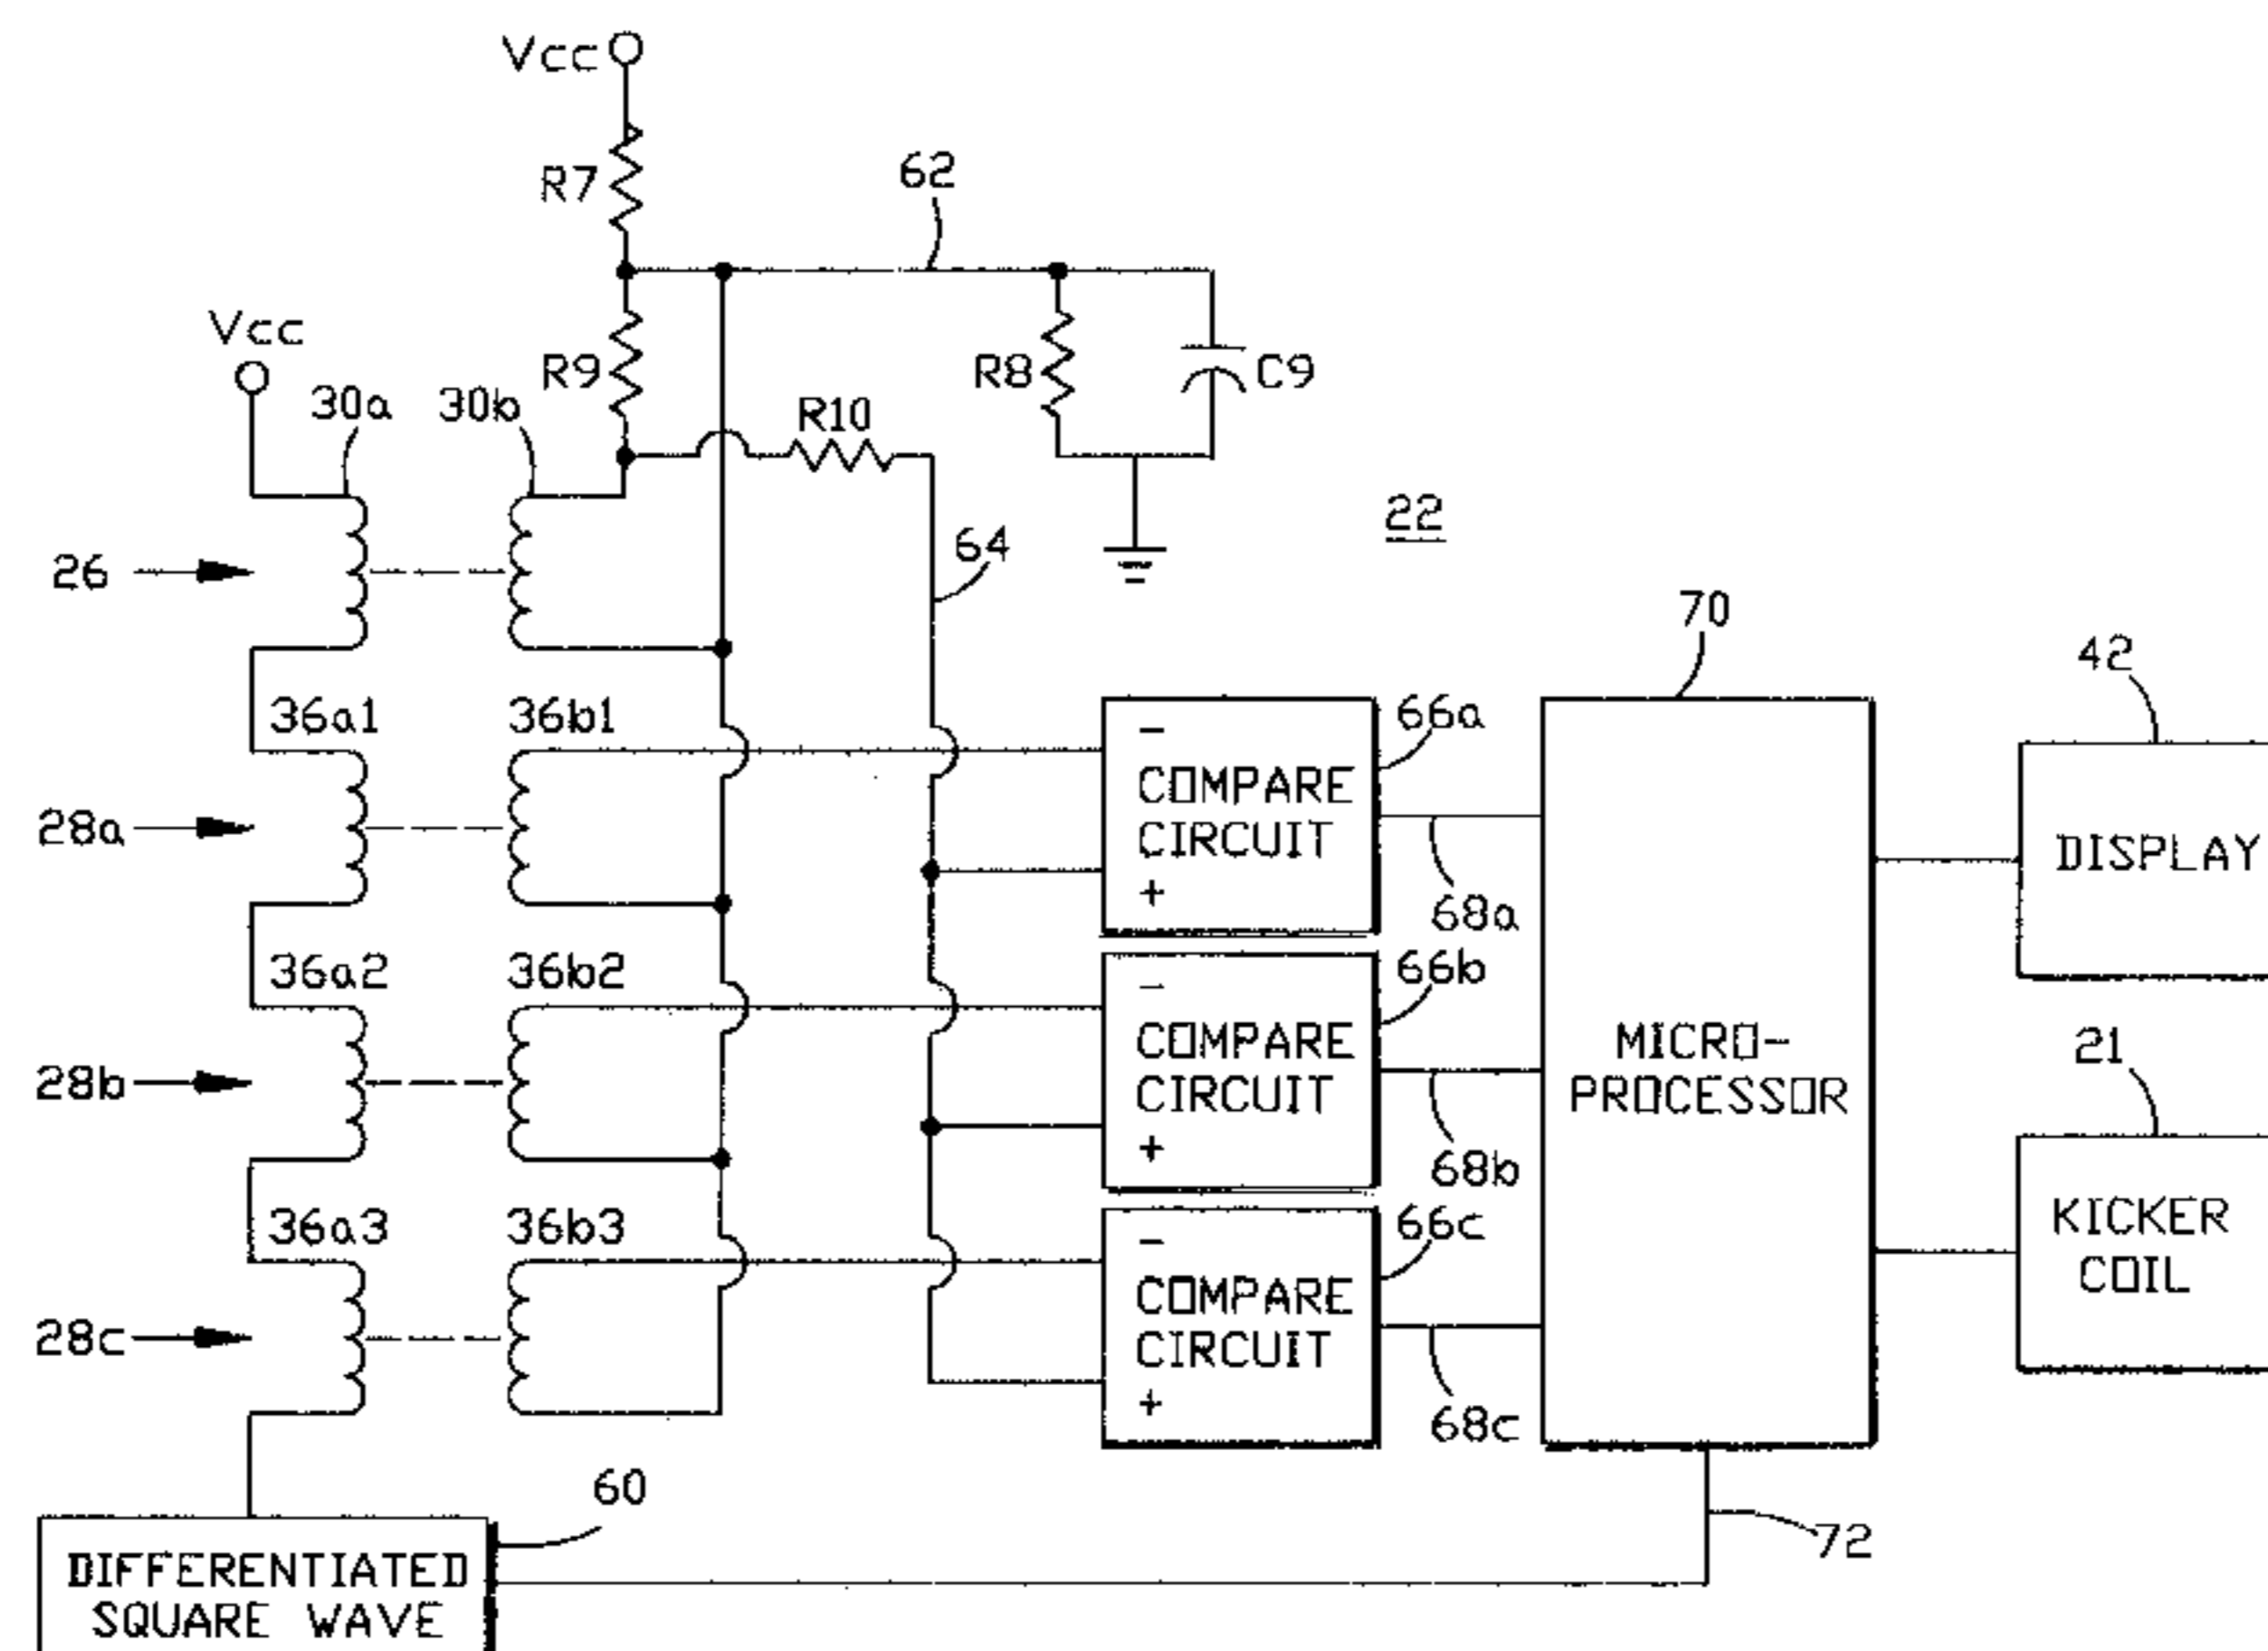 Vcc
R7
62
Vcc
R9
R8
C9
30a
30b
R10
22
26
64
70
42
36a1
36b1
-
COMPARE
CIRCUIT
+
66a
28a
68a
DISPLAY
36a2
36b2
-
COMPARE
CIRCUIT
+
66b
MICRO-
PROCESSOR
21
28b
68b
36a3
36b3
-
COMPARE
CIRCUIT
+
66c
KICKER
COIL
28c
68c
60
DIFFERENTIATED
SQUARE WAVE
72